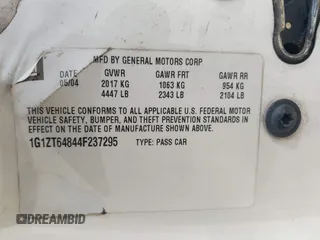 MFD BY GENERAL MOTORS CORP
DATE GVWR GAWR FRT GAWR RR
05/04 2017 KG 1063 KG 954 KG
4447 LB 2343 LB 2104 LB
THIS VEHICLE CONFORMS TO ALL APPLICABLE U.S. FEDERAL MOTOR
VEHICLE SAFETY, BUMPER, AND THEFT PREVENTION STANDARDS IN
EFFECT ON THE DATE OF MANUFACTURE SHOWN ABOVE.
1G1ZT64844F237295 TYPE: PASS CAR
DREAMBID